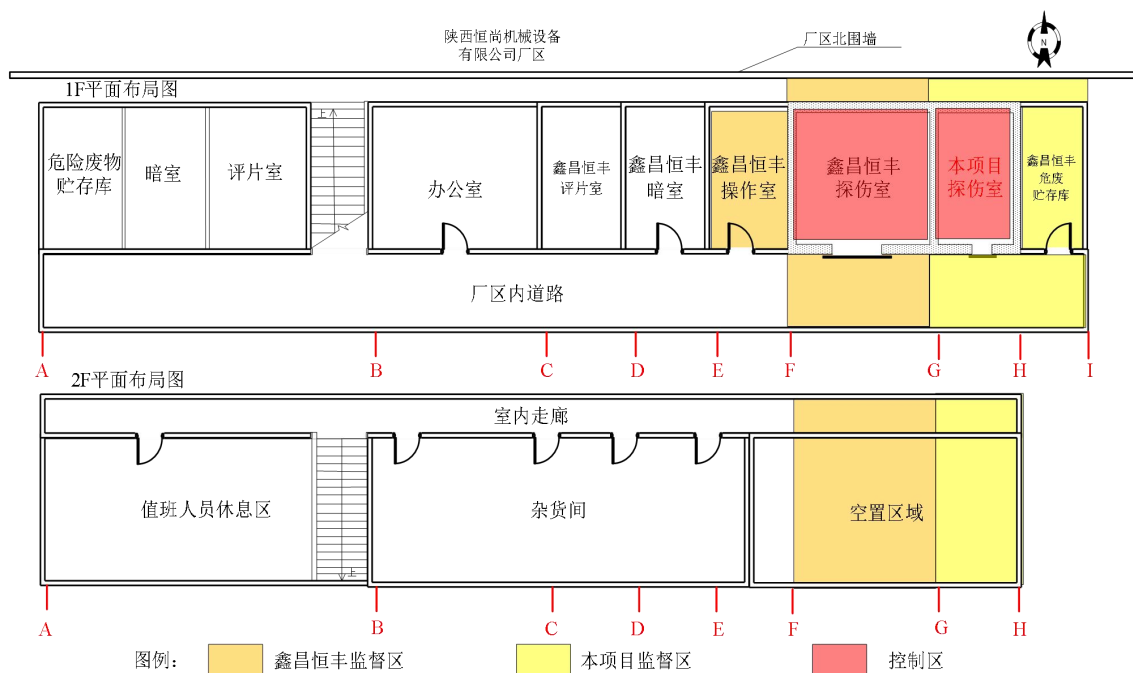 陕西恒尚机械设备
有限公司厂区
厂区北围墙
N
1F平面布局图
上
危险废物
贮存库
暗室
评片室
办公室
鑫昌恒丰
评片室
鑫昌恒丰
暗室
鑫昌恒丰
操作室
鑫昌恒丰
探伤室
本项目
探伤室
鑫昌恒丰
危废
贮存库
厂区内道路
A B C D E F G H I
2F平面布局图
室内走廊
值班人员休息区
杂货间
空置区域
上
A B C D E F G H
图例:
鑫昌恒丰监督区
本项目监督区
控制区